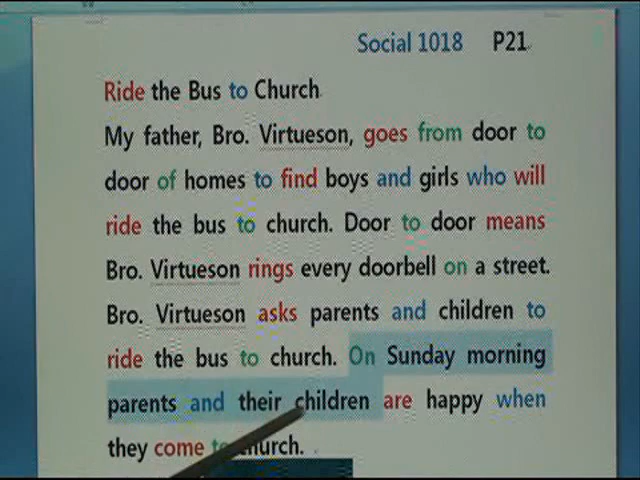 Social 1018 P21
Ride the Bus to Church
My father, Bro. Virtueson, goes from door to
door of homes to find boys and girls who will
ride the bus to church. Door to door means
Bro. Virtueson rings every doorbell on a street.
Bro. Virtueson asks parents and children to
ride the bus to church. On Sunday morning
parents and their children are happy when
they come to church.